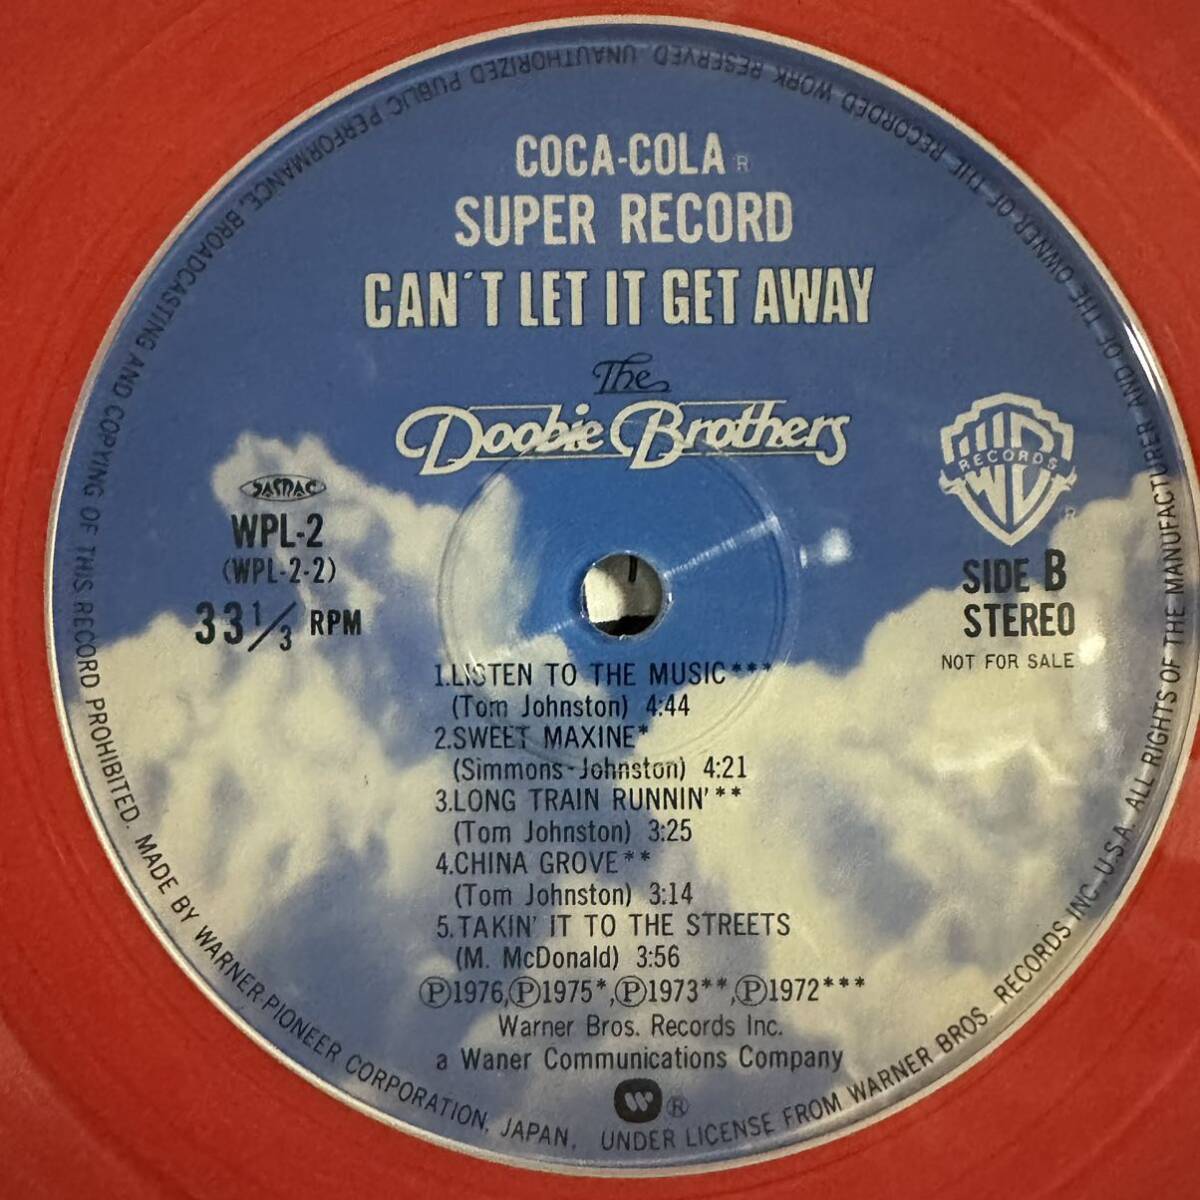 COCA-COLA ®
SUPER RECORD
CAN'T LET IT GET AWAY
The
Doobie Brothers
JASRAC
WPL-2
(WPL-2-2)
33 1/3 RPM
WB
RECORDS
®
SIDE B
STEREO
NOT FOR SALE
1.LISTEN TO THE MUSIC***
(Tom Johnston) 4:44
2.SWEET MAXINE*
(Simmons-Johnston) 4:21
3.LONG TRAIN RUNNIN'**
(Tom Johnston) 3:25
4.CHINA GROVE**
(Tom Johnston) 3:14
5.TAKIN' IT TO THE STREETS
(M. McDonald) 3:56
Ⓟ1976,Ⓟ1975*,Ⓟ1973**,Ⓟ1972***
Warner Bros. Records Inc.
a Waner Communications Company
®
MADE BY WARNER-PIONEER CORPORATION, JAPAN, UNDER LICENSE FROM WARNER BROS. RECORDS INC. U.S.A. ALL RIGHTS OF THE MANUFACTURER AND OF THE OWNER OF THE RECORDED WORK RESERVED. UNAUTHORIZED PUBLIC PERFORMANCE, BROADCASTING AND COPYING OF THIS RECORD PROHIBITED.